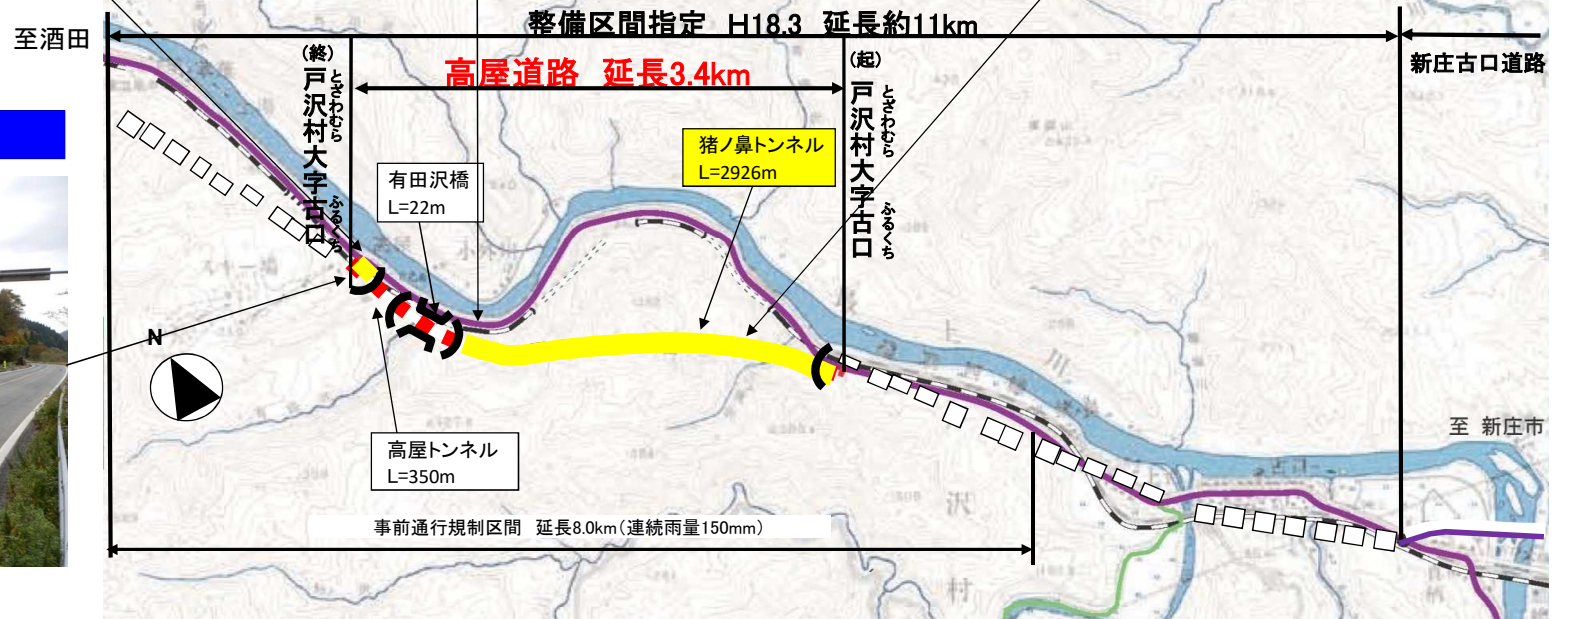 整備区間指定 H18.3 延長約11km
至酒田
新庄古口道路
高屋道路 延長3.4km
(終)
戸沢村大字古口
とざわむら
ふるくち
(起)
戸沢村大字古口
とざわむら
ふるくち
猪ノ鼻トンネル
L=2926m
有田沢橋
L=22m
N
高屋トンネル
L=350m
至 新庄市
事前通行規制区間 延長8.0km(連続雨量150mm)
上
川
沢
村